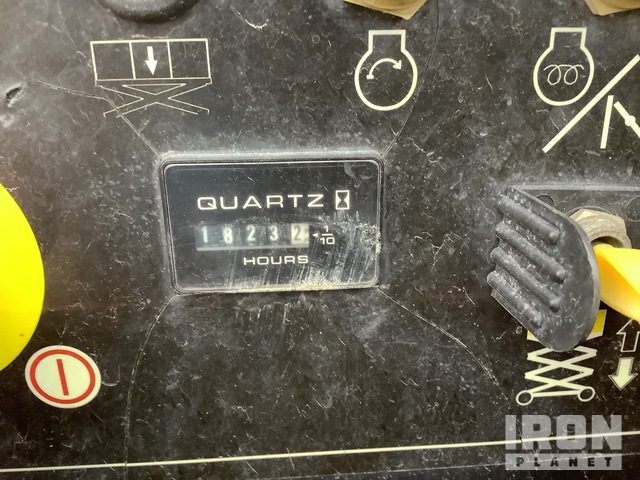 QUARTZ
18232 1/10
HOURS
IRON
PLANET